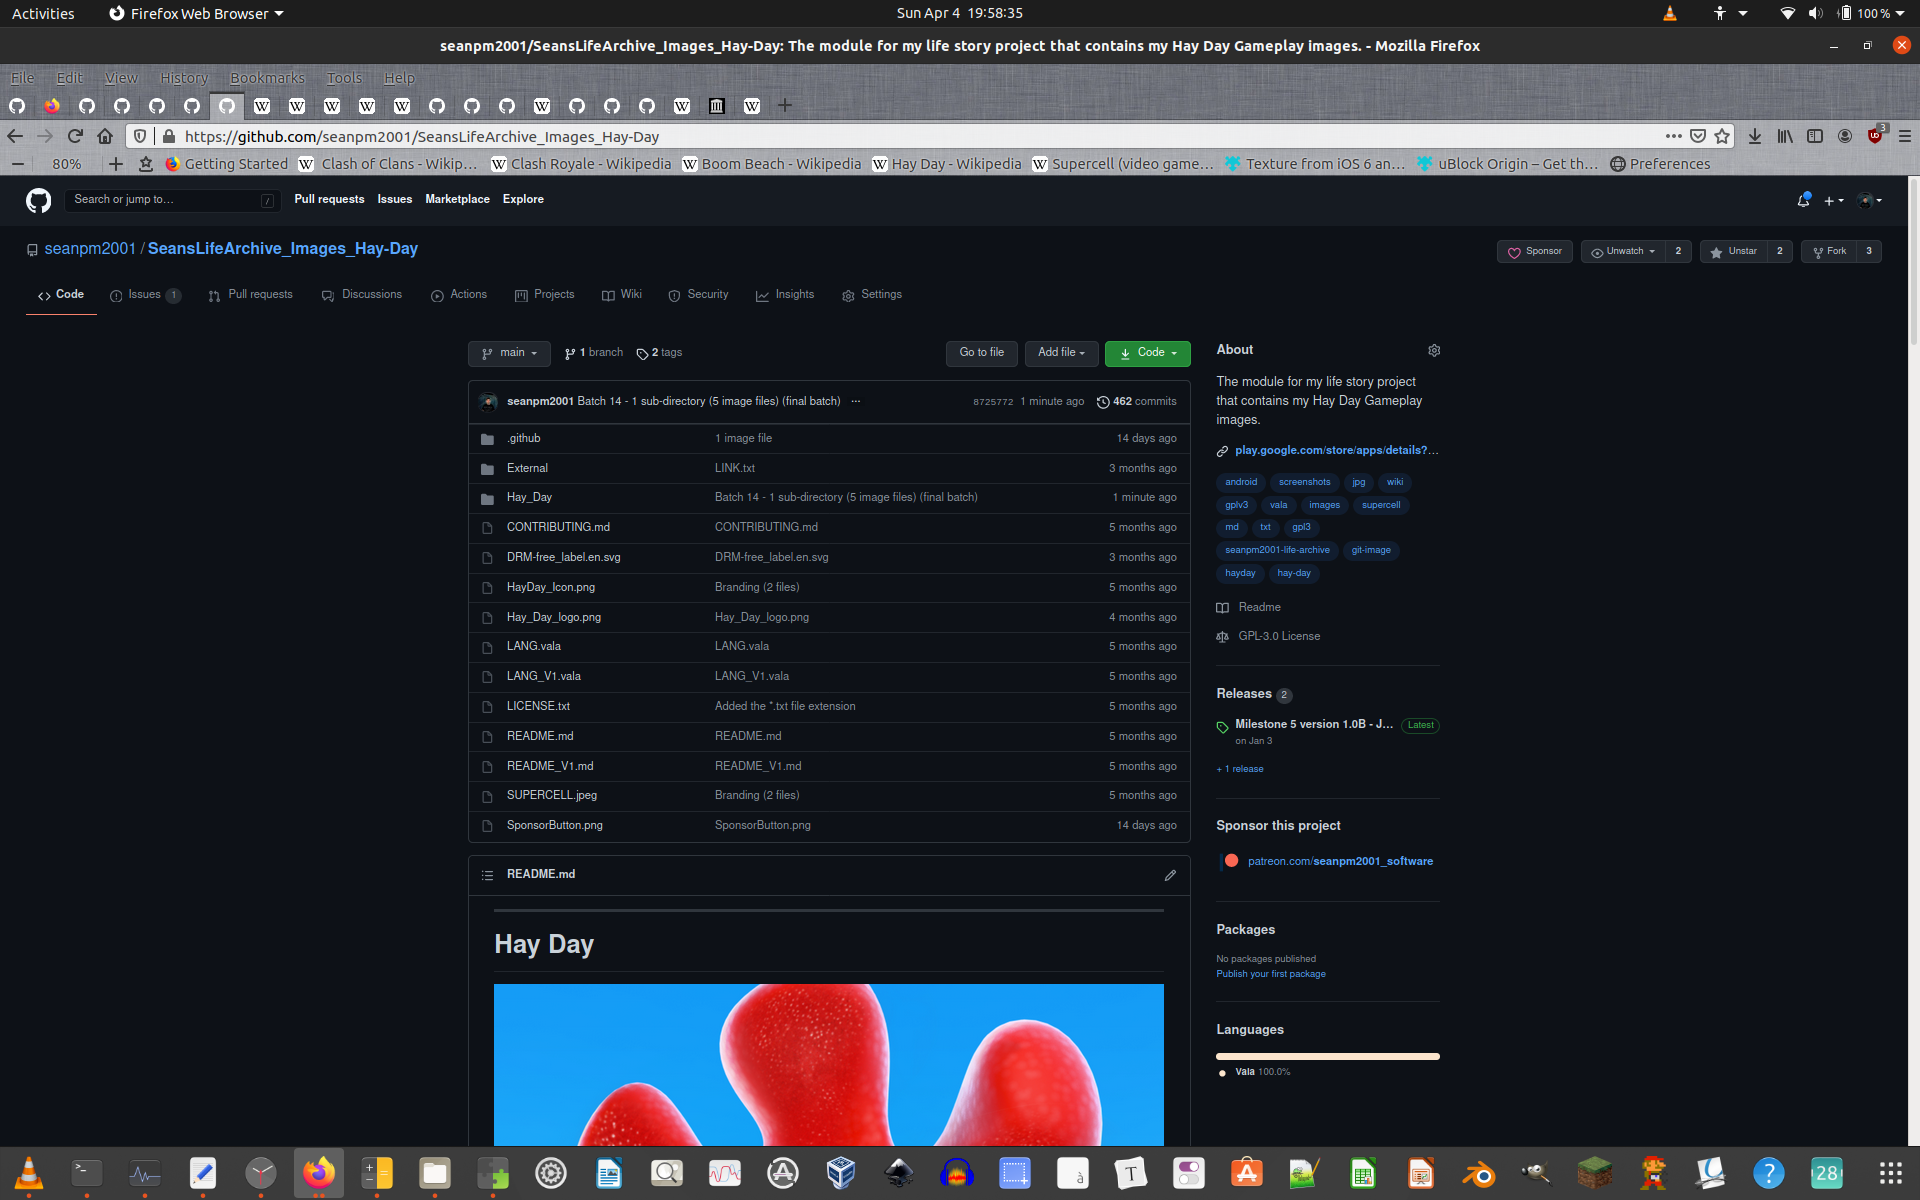 Activities Firefox Web Browser Sun Apr 4 19:58:35 100 %
seanpm2001/SeansLifeArchive_Images_Hay-Day: The module for my life story project that contains my Hay Day Gameplay images. - Mozilla Firefox
File Edit View History Bookmarks Tools Help
https://github.com/seanpm2001/SeansLifeArchive_Images_Hay-Day 3
80% Getting Started Clash of Clans - Wikip… Clash Royale - Wikipedia Boom Beach - Wikipedia Hay Day - Wikipedia Supercell (video game… Texture from iOS 6 an… uBlock Origin – Get th… Preferences
Search or jump to… / Pull requests Issues Marketplace Explore
seanpm2001 / SeansLifeArchive_Images_Hay-Day Sponsor Unwatch 2 Unstar 2 Fork 3
Code Issues 1 Pull requests Discussions Actions Projects Wiki Security Insights Settings
main 1 branch 2 tags Go to file Add file Code
seanpm2001 Batch 14 - 1 sub-directory (5 image files) (final batch) ··· 8725772 1 minute ago 462 commits
.github 1 image file 14 days ago
External LINK.txt 3 months ago
Hay_Day Batch 14 - 1 sub-directory (5 image files) (final batch) 1 minute ago
CONTRIBUTING.md CONTRIBUTING.md 5 months ago
DRM-free_label.en.svg DRM-free_label.en.svg 3 months ago
HayDay_Icon.png Branding (2 files) 5 months ago
Hay_Day_logo.png Hay_Day_logo.png 4 months ago
LANG.vala LANG.vala 5 months ago
LANG_V1.vala LANG_V1.vala 5 months ago
LICENSE.txt Added the *.txt file extension 5 months ago
README.md README.md 5 months ago
README_V1.md README_V1.md 5 months ago
SUPERCELL.jpeg Branding (2 files) 5 months ago
SponsorButton.png SponsorButton.png 14 days ago
README.md
Hay Day
About
The module for my life story project
that contains my Hay Day Gameplay
images.
play.google.com/store/apps/details?…
android screenshots jpg wiki
gplv3 vala images supercell
md txt gpl3
seanpm2001-life-archive git-image
hayday hay-day
Readme
GPL-3.0 License
Releases 2
Milestone 5 version 1.0B - J… Latest
on Jan 3
+ 1 release
Sponsor this project
patreon.com/seanpm2001_software
Packages
No packages published
Publish your first package
Languages
Vala 100.0%
28